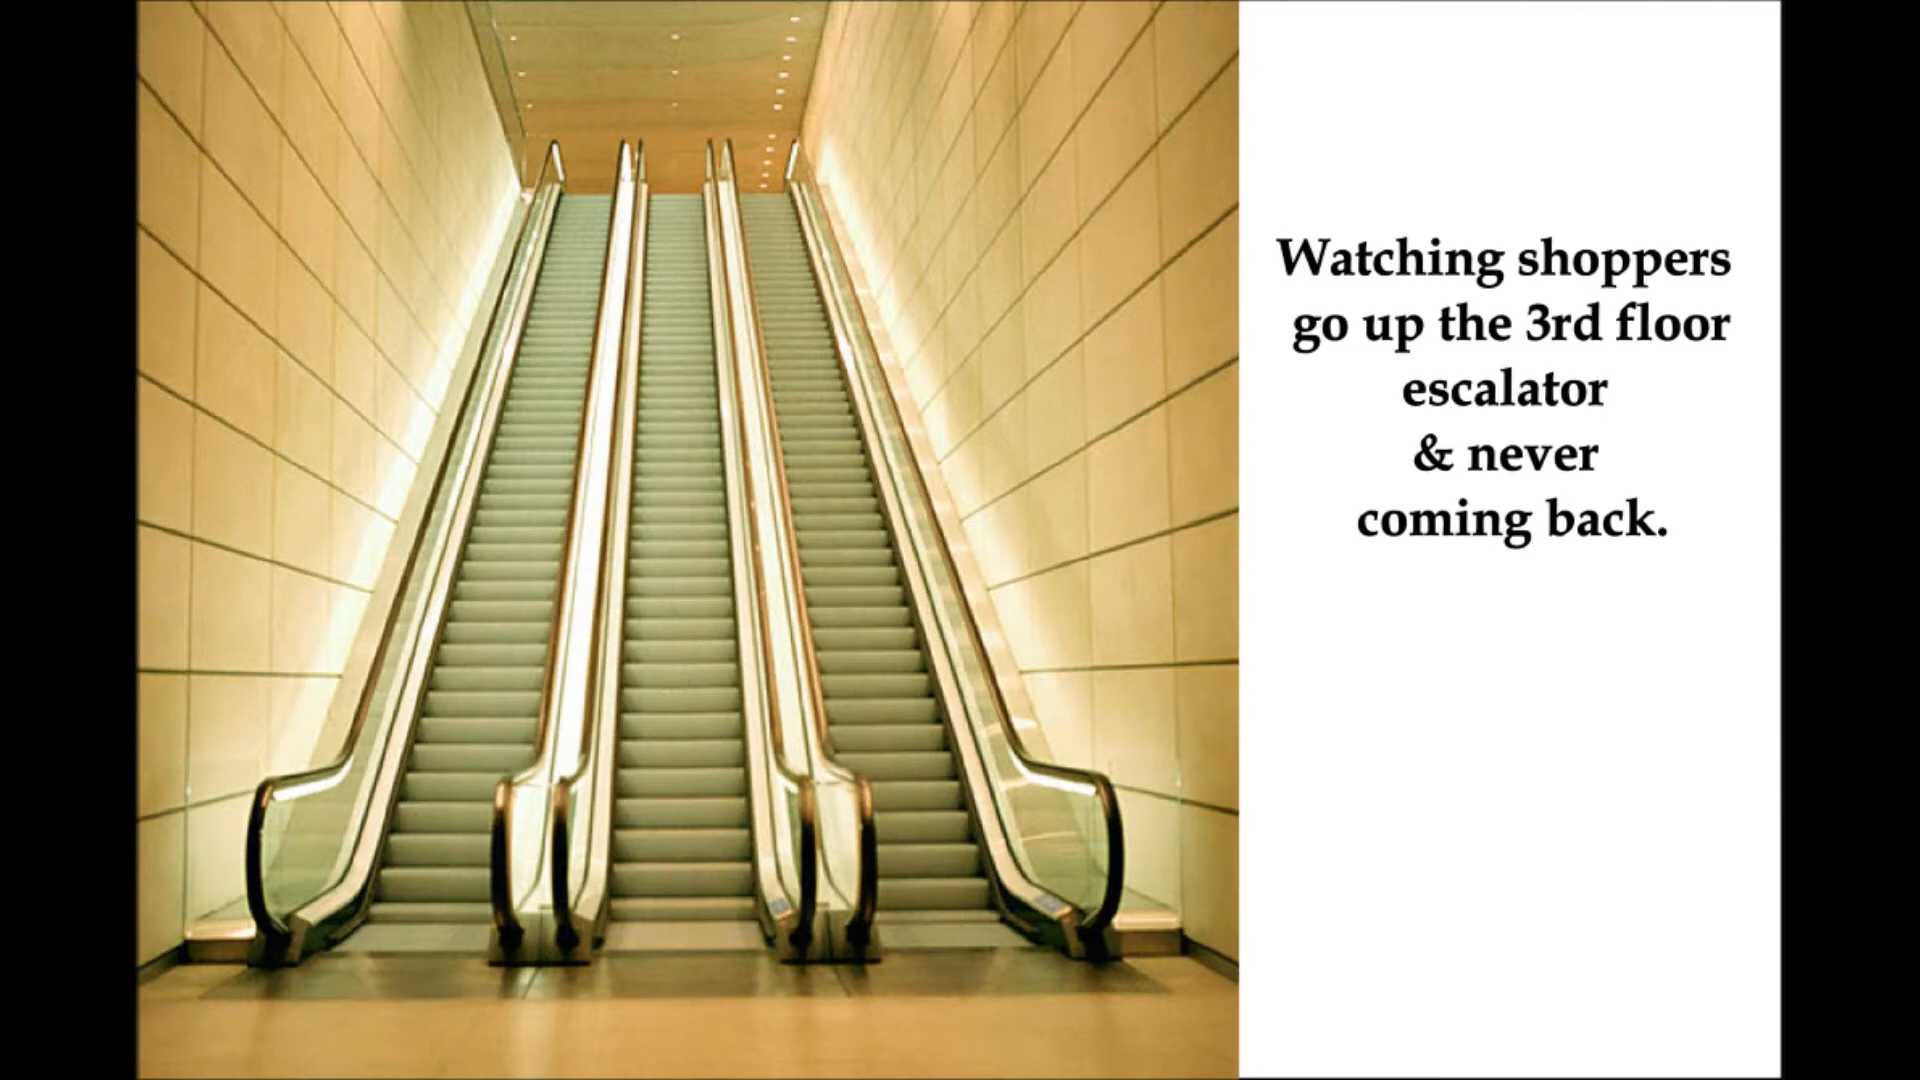 Watching shoppers
go up the 3rd floor
escalator
& never
coming back.